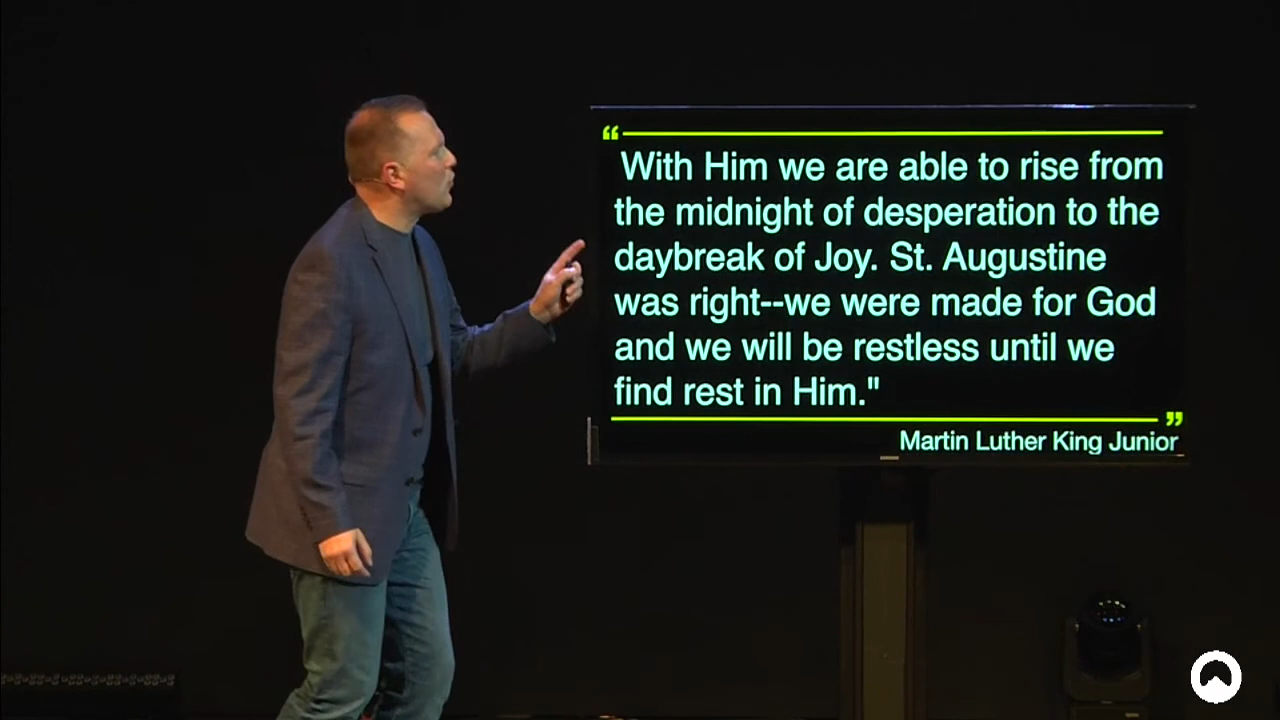 “
With Him we are able to rise from
the midnight of desperation to the
daybreak of Joy. St. Augustine
was right--we were made for God
and we will be restless until we
find rest in Him."
”
Martin Luther King Junior